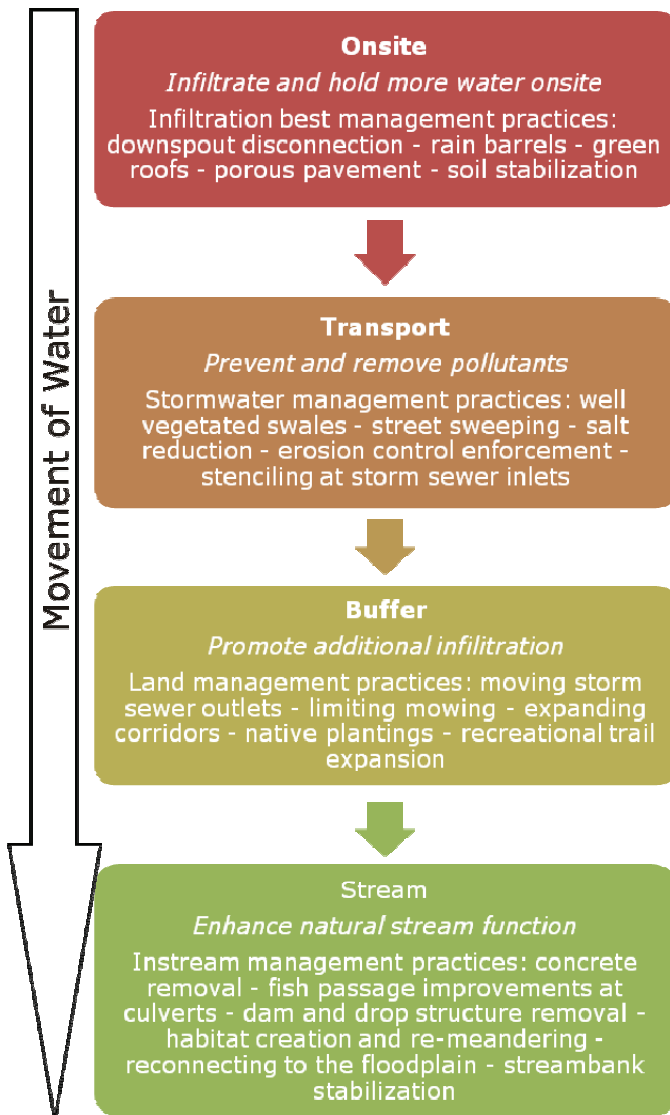 Movement of Water
Onsite
Infiltrate and hold more water onsite
Infiltration best management practices:
downspout disconnection - rain barrels - green
roofs - porous pavement - soil stabilization
Transport
Prevent and remove pollutants
Stormwater management practices: well
vegetated swales - street sweeping - salt
reduction - erosion control enforcement -
stenciling at storm sewer inlets
Buffer
Promote additional infilitration
Land management practices: moving storm
sewer outlets - limiting mowing - expanding
corridors - native plantings - recreational trail
expansion
Stream
Enhance natural stream function
Instream management practices: concrete
removal - fish passage improvements at
culverts - dam and drop structure removal -
habitat creation and re-meandering -
reconnecting to the floodplain - streambank
stabilization